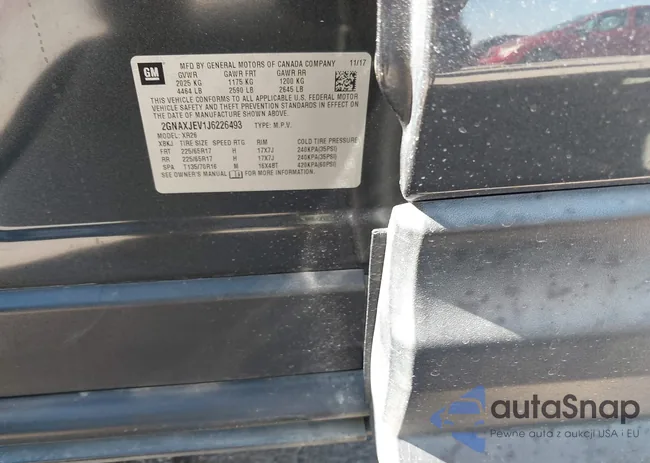 GM
MFD BY GENERAL MOTORS OF CANADA COMPANY 11/17
GVWR GAWR FRT GAWR RR
2025 KG 1175 KG 1200 KG
4464 LB 2590 LB 2645 LB
THIS VEHICLE CONFORMS TO ALL APPLICABLE U.S. FEDERAL MOTOR
VEHICLE SAFETY AND THEFT PREVENTION STANDARDS IN EFFECT ON
THE DATE OF MANUFACTURE SHOWN ABOVE.
2GNAXJEV1J6226493 TYPE: M.P.V.
MODEL: XR26
XBKJ TIRE SIZE SPEED RTG RIM COLD TIRE PRESSURE
FRT 225/65R17 H 17X7J 240KPA(35PSI)
RR 225/65R17 H 17X7J 240KPA(35PSI)
SPA T135/70R16 M 16X4BT 420KPA(60PSI)
SEE OWNER'S MANUAL FOR MORE INFORMATION.
autoSnap
Pewne auta z aukcji USA i EU